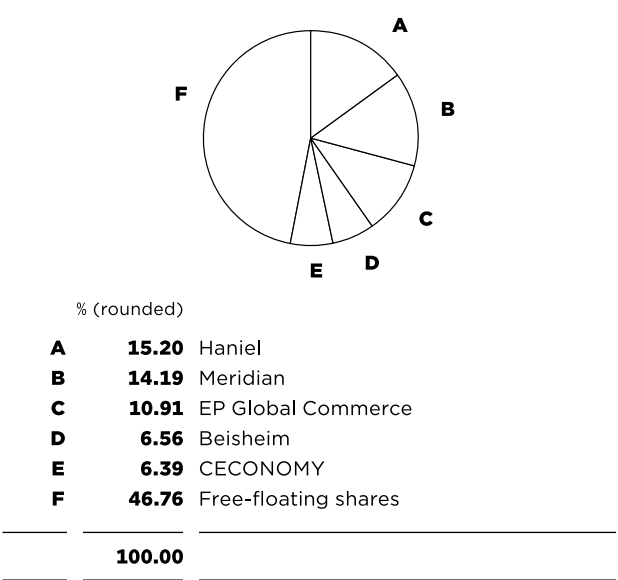 A
F
B
C
D
E
% (rounded)
A 15.20 Haniel
B 14.19 Meridian
C 10.91 EP Global Commerce
D 6.56 Beisheim
E 6.39 CECONOMY
F 46.76 Free-floating shares
100.00